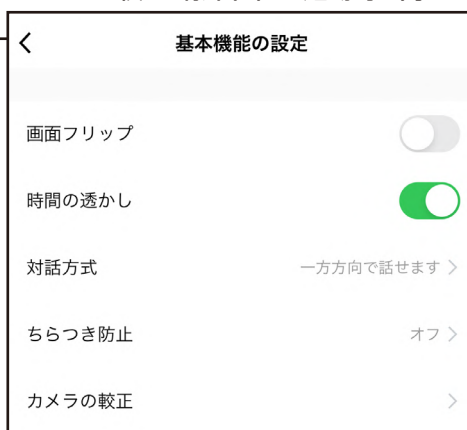 基本機能の設定
画面フリップ
時間の透かし
対話方式 一方方向で話せます
ちらつき防止 オフ
カメラの較正